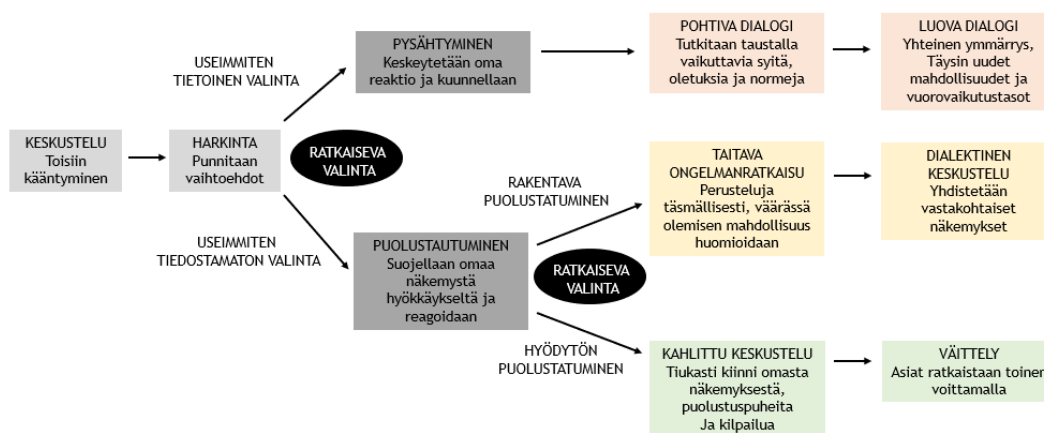 KESKUSTELU
Toisiin
kääntyminen
HARKINTA
Punnitaan
vaihtoehdot
RATKAISEVA
VALINTA
USEIMMITEN
TIETOINEN VALINTA
PYSÄHTYMINEN
Keskeytetään oma
reaktio ja kuunnellaan
POHTIVA DIALOGI
Tutkitaan taustalla
vaikuttavia syitä,
oletuksia ja normeja
LUOVA DIALOGI
Yhteinen ymmärrys,
Täysin uudet
mahdollisuudet ja
vuorovaikutustasot
USEIMMITEN
TIEDOSTAMATON VALINTA
PUOLUSTAUTUMINEN
Suojellaan omaa
näkemystä
hyökkäykseltä ja
reagoidaan
RATKAISEVA
VALINTA
RAKENTAVA
PUOLUSTATUMINEN
TAITAVA
ONGELMANRATKAISU
Perusteluja
täsmällisesti, väärässä
olemisen mahdollisuus
huomioidaan
DIALEKTINEN
KESKUSTELU
Yhdistetään
vastakohtaiset
näkemykset
HYÖDYTÖN
PUOLUSTATUMINEN
KAHLITTU KESKUSTELU
Tiukasti kiinni omasta
näkemyksestä,
puolustuspuheita
Ja kilpailua
VÄITTELY
Asiat ratkaistaan toinen
voittamalla